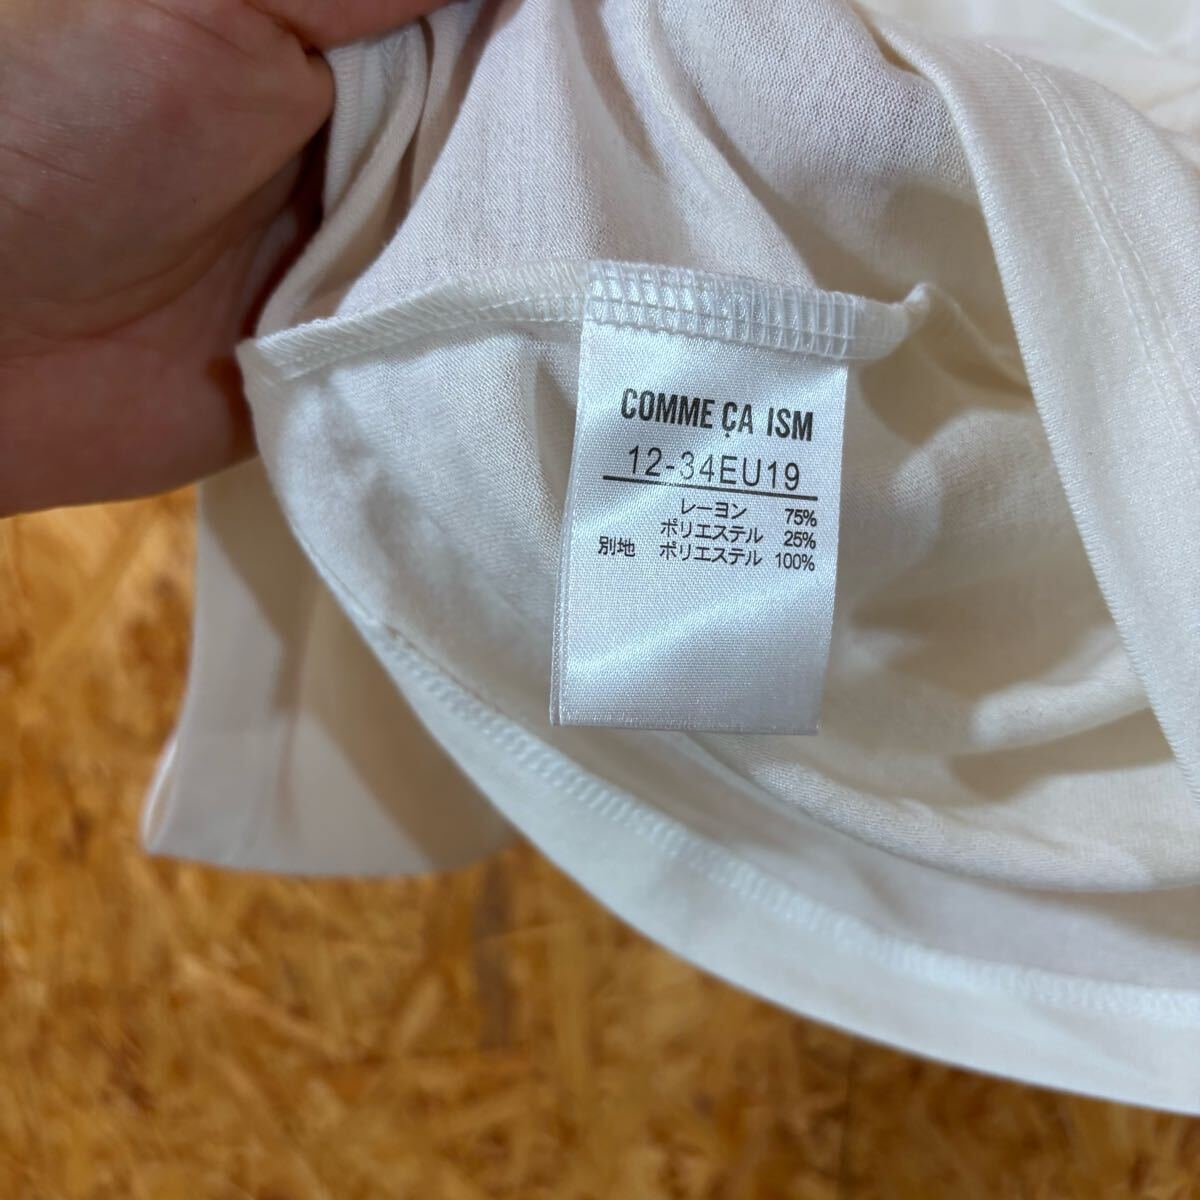 COMME ÇA ISM
12-34EU19
レーヨン 75%
ポリエステル 25%
別地 ポリエステル 100%